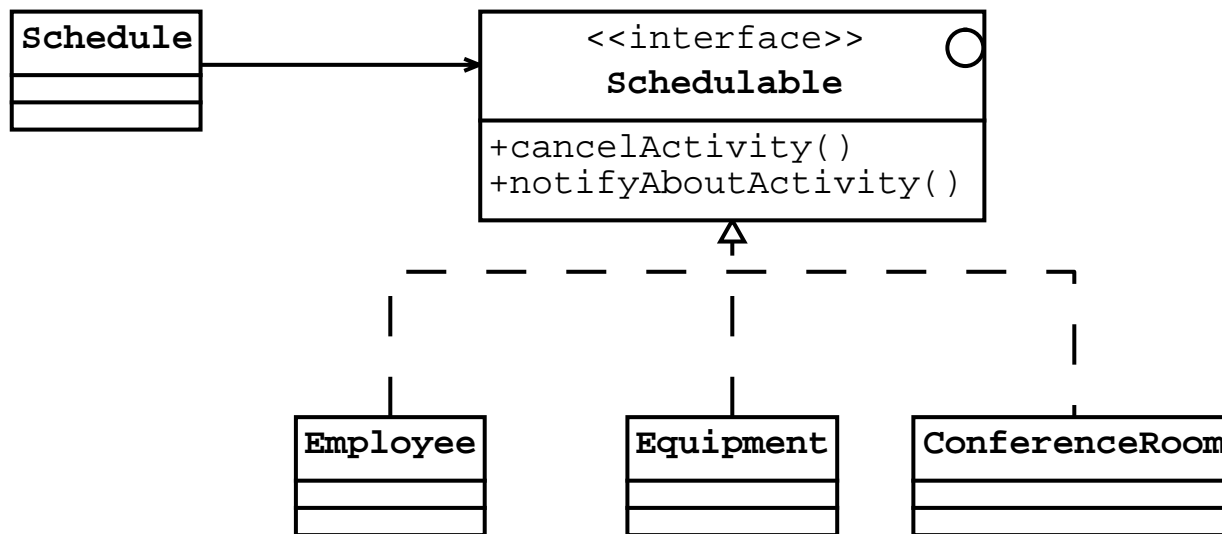 Schedule
<<interface>>
Schedulable
+cancelActivity()
+notifyAboutActivity()
Employee
Equipment
ConferenceRoom